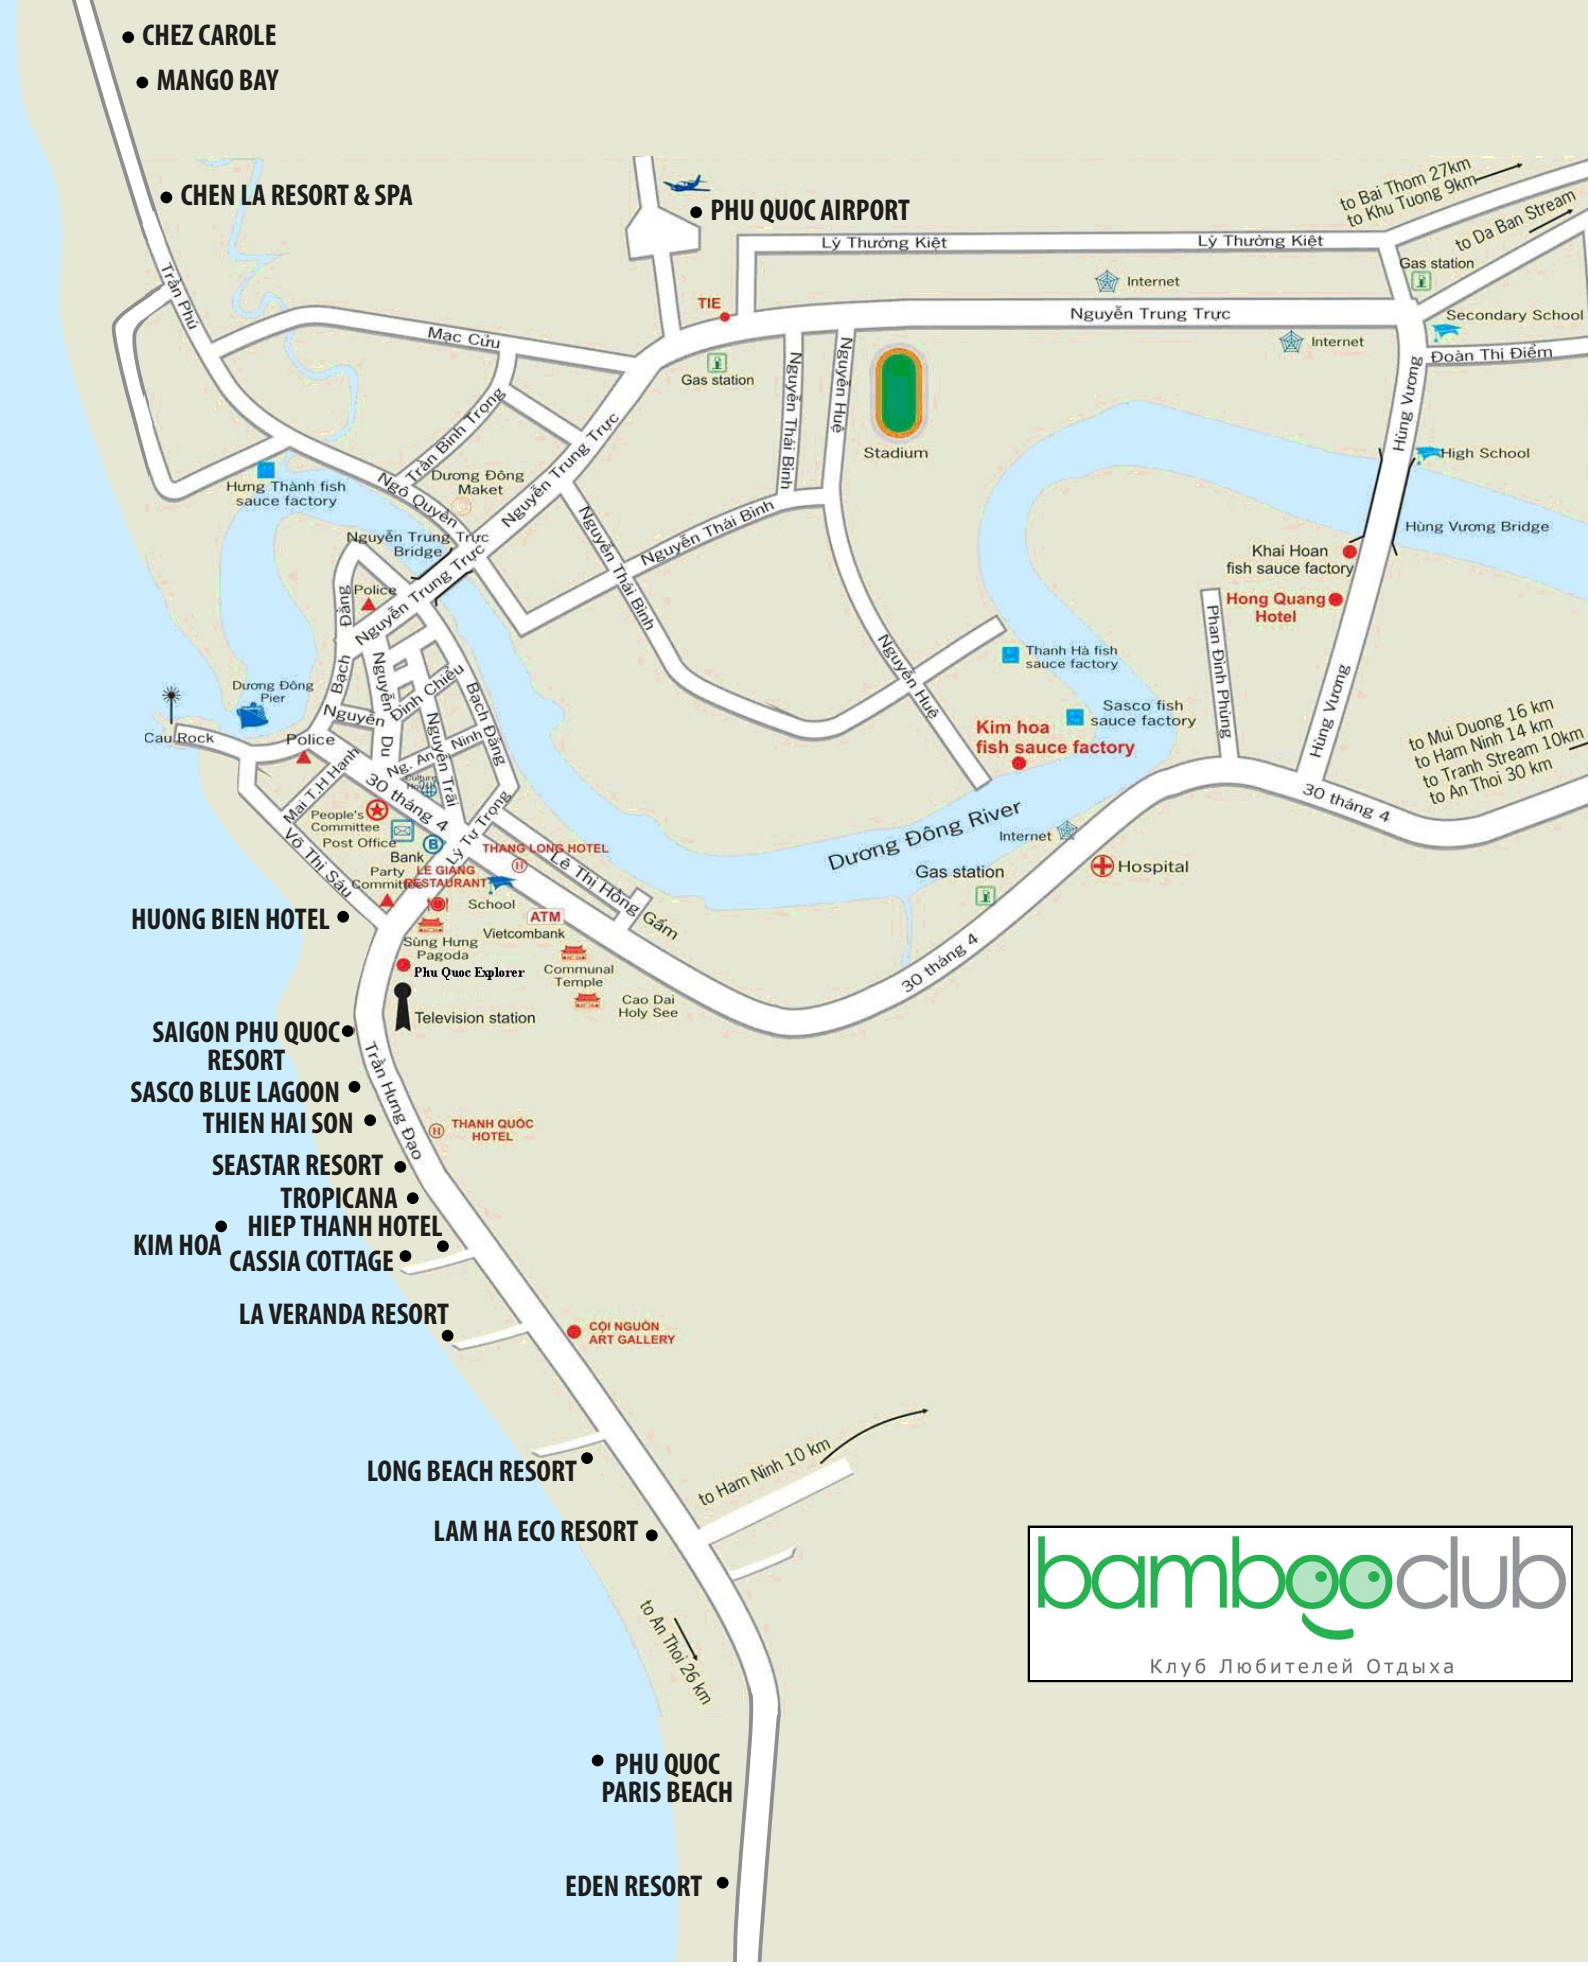 CHEZ CAROLE
MANGO BAY
CHEN LA RESORT & SPA
PHU QUOC AIRPORT
to Bai Thom 27km
to Khu Tuong 9km
to Da Ban Stream
Lý Thường Kiệt
Lý Thường Kiệt
Gas station
Internet
TIE
Nguyễn Trung Trực
Secondary School
Internet
Đoàn Thị Điểm
Trần Phú
Mạc Cửu
Gas station
Nguyễn Thái Bình
Nguyễn Huệ
Stadium
Hùng Vương
High School
Trần Bình Trọng
Nguyễn Trung Trực
Dương Đông
Maket
Ngô Quyền
Hưng Thành fish
sauce factory
Nguyễn Thái Bình
Nguyễn Thái Bình
Hùng Vương Bridge
Nguyễn Trung Trực
Bridge
Nguyễn Trung Trực
Khai Hoan
fish sauce factory
Hong Quang
Hotel
Police
Bạch Đằng
Phan Đình Phùng
Nguyễn Huệ
Thanh Hà fish
sauce factory
Sasco fish
sauce factory
Kim hoa
fish sauce factory
Hùng Vương
to Mui Duong 16 km
to Ham Ninh 14 km
to Tranh Stream 10km
to An Thoi 30 km
Dương Đông
Pier
Nguyễn Du
Nguyễn Đình Chiểu
Bạch Đằng
Cau Rock
Police
Nguyễn Trãi
Ng. An Ninh
Culture
House
Mai T.H Hạnh
30 tháng 4
People's
Committee
Post Office
Bank
Lý Tự Trọng
Võ Thị Sáu
Party
Committee
LE GIANG
RESTAURANT
THANG LONG HOTEL
Lê Thị Hồng Gấm
School
ATM
Vietcombank
Dương Đông River
Internet
Hospital
Gas station
30 tháng 4
30 tháng 4
HUONG BIEN HOTEL
Sùng Hưng
Pagoda
Phu Quoc Explorer
Communal
Temple
Cao Dai
Holy See
Television station
SAIGON PHU QUOC
RESORT
Trần Hưng Đạo
SASCO BLUE LAGOON
THIEN HAI SON
THANH QUỐC
HOTEL
SEASTAR RESORT
TROPICANA
HIEP THANH HOTEL
KIM HOA
CASSIA COTTAGE
LA VERANDA RESORT
CỘI NGUỒN
ART GALLERY
to Ham Ninh 10 km
LONG BEACH RESORT
LAM HA ECO RESORT
to An Thoi 26 km
bambooclub
Клуб Любителей Отдыха
PHU QUOC
PARIS BEACH
EDEN RESORT